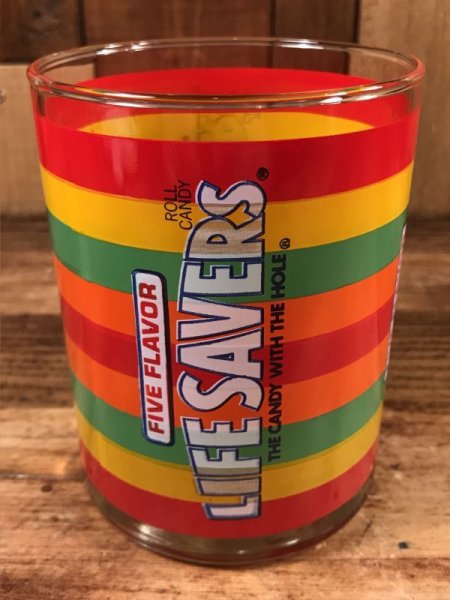 FIVE FLAVOR
ROLL
CANDY
LIFE SAVERS®
THE CANDY WITH THE HOLE®